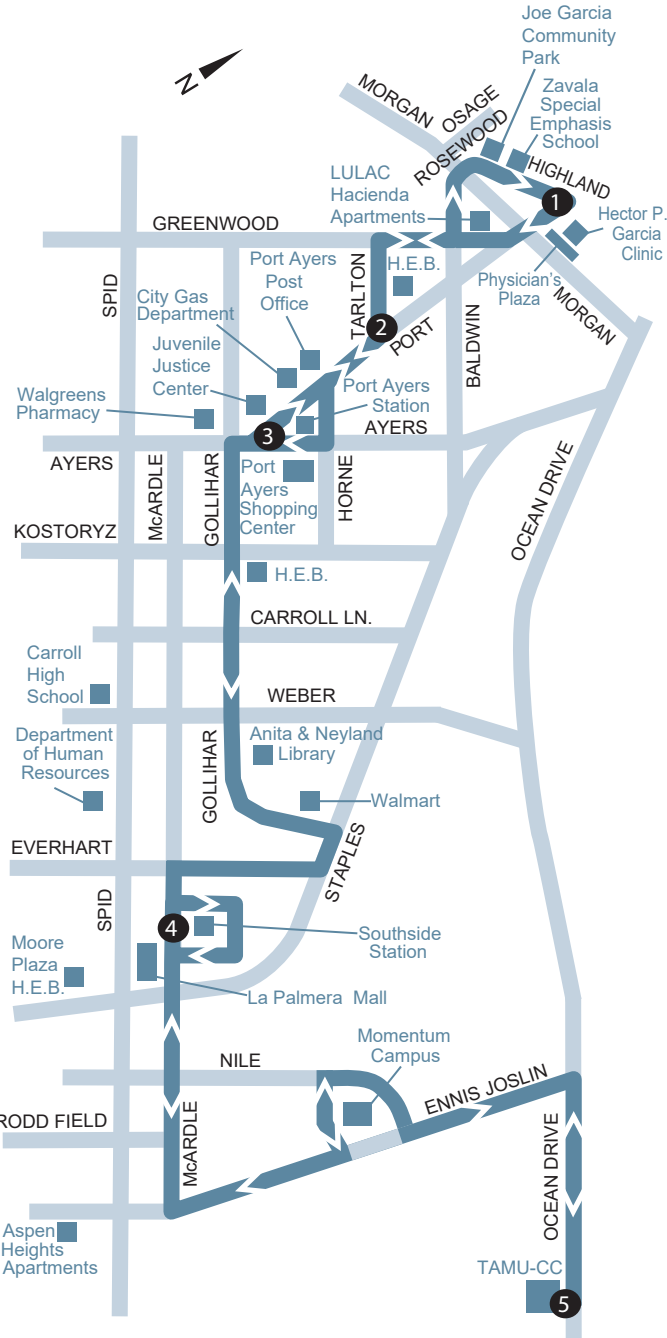 Joe Garcia
Community
Park
Zavala
Special
Emphasis
School
N
MORGAN
OSAGE
ROSEWOOD
HIGHLAND
LULAC
Hacienda
Apartments
1
Hector P.
Garcia
Clinic
GREENWOOD
Port Ayers
Post
Office
TARLTON
H.E.B.
Physician's
Plaza
MORGAN
SPID
City Gas
Department
2
PORT
BALDWIN
Juvenile
Justice
Center
Walgreens
Pharmacy
Port Ayers
Station
3
AYERS
AYERS
McARDLE
GOLLIHAR
Port
Ayers
Shopping
Center
HORNE
OCEAN DRIVE
KOSTORYZ
H.E.B.
CARROLL LN.
Carroll
High
School
WEBER
Department
of Human
Resources
GOLLIHAR
Anita & Neyland
Library
Walmart
EVERHART
STAPLES
SPID
4
Southside
Station
Moore
Plaza
H.E.B.
La Palmera Mall
Momentum
Campus
NILE
ENNIS JOSLIN
RODD FIELD
McARDLE
OCEAN DRIVE
Aspen
Heights
Apartments
TAMU-CC
5